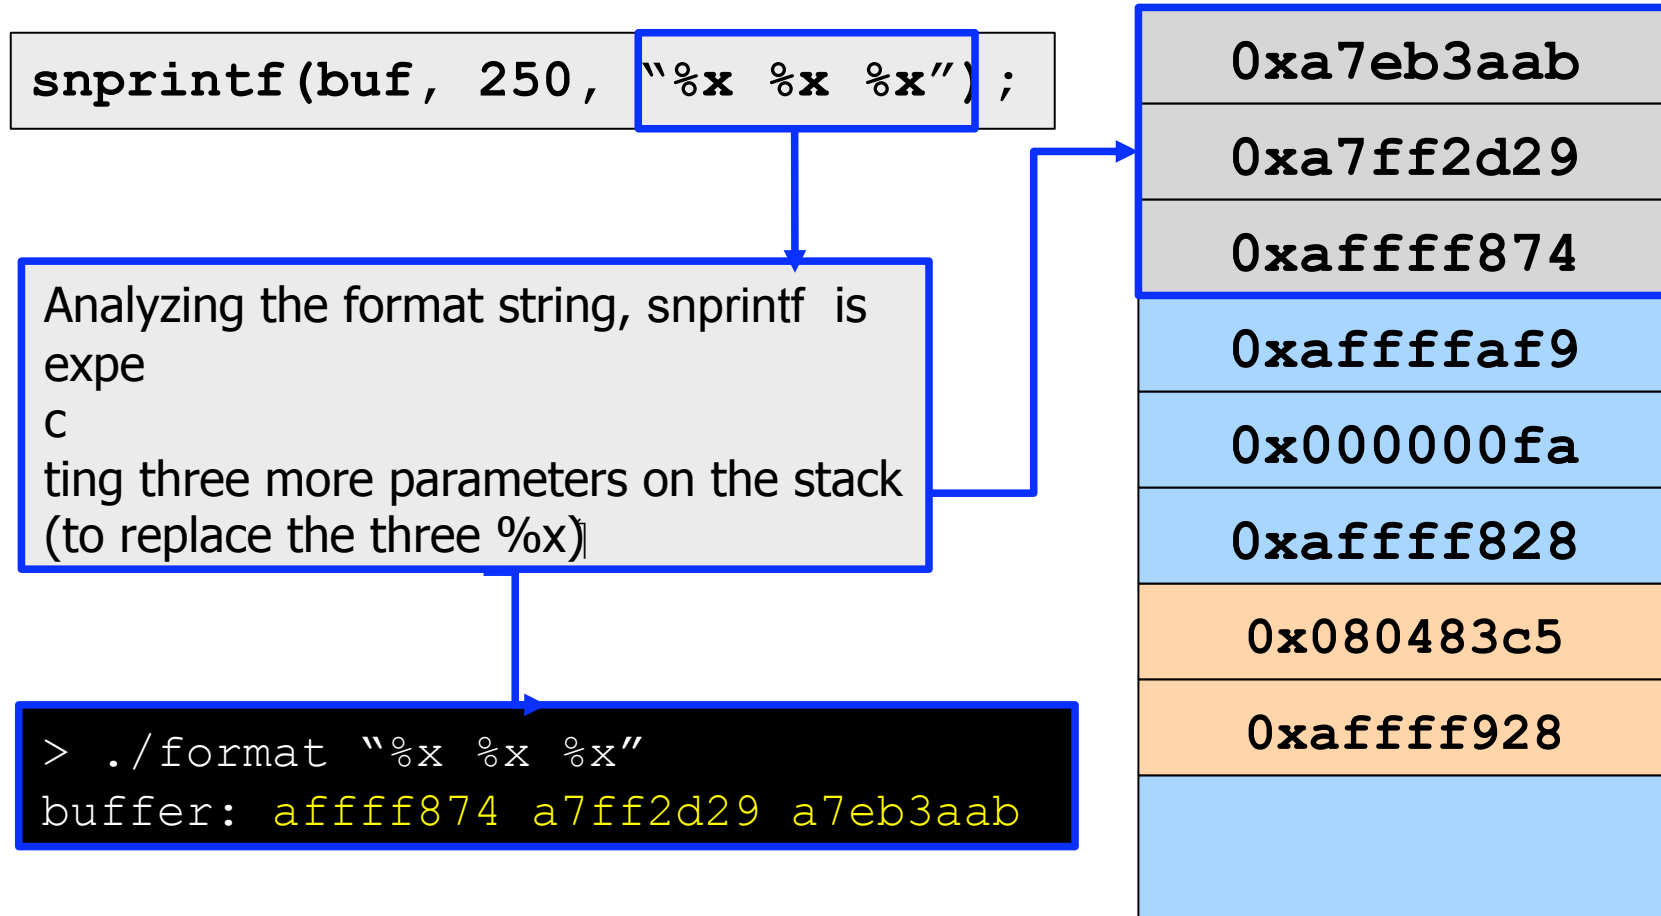 snprintf(buf, 250, “%x %x %x”);
Analyzing the format string, snprintf is
expe
c
ting three more parameters on the stack
(to replace the three %x)
> ./format “%x %x %x”
buffer: affff874 a7ff2d29 a7eb3aab
0xa7eb3aab
0xa7ff2d29
0xaffff874
0xaffffaf9
0x000000fa
0xaffff828
0x080483c5
0xaffff928